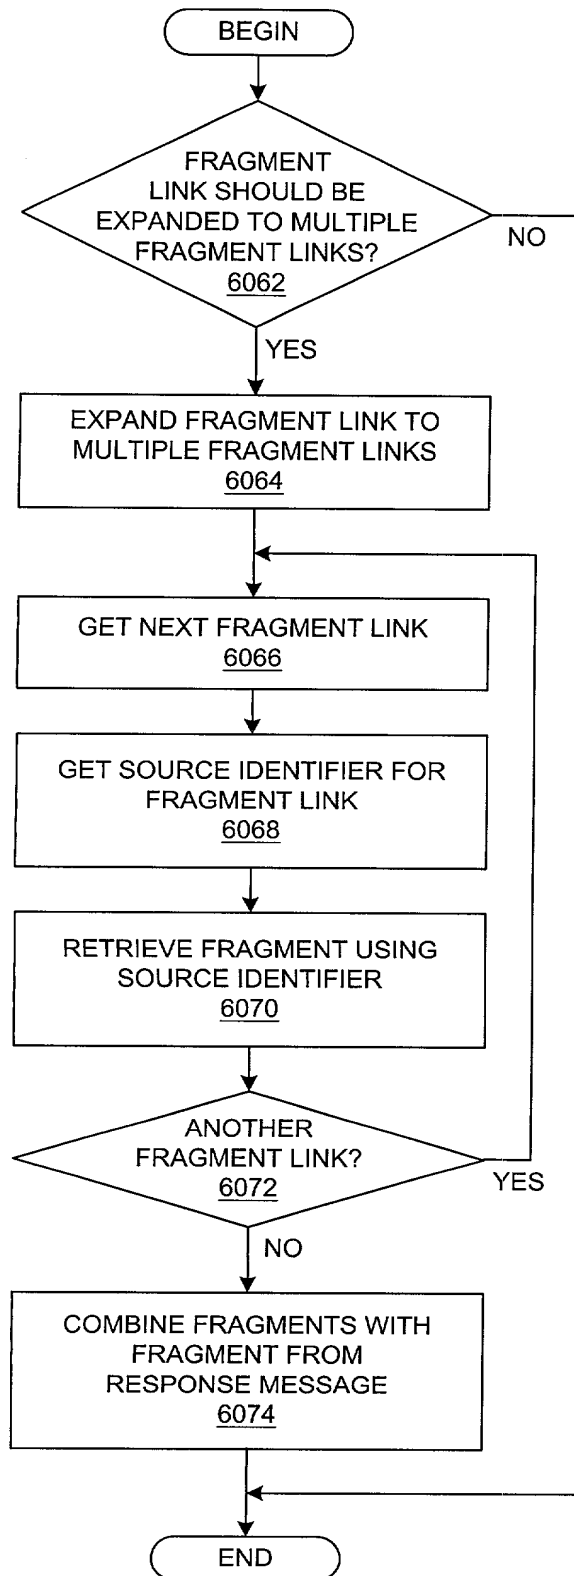 BEGIN
FRAGMENT
LINK SHOULD BE
EXPANDED TO MULTIPLE
FRAGMENT LINKS?
6062
NO
YES
EXPAND FRAGMENT LINK TO
MULTIPLE FRAGMENT LINKS
6064
GET NEXT FRAGMENT LINK
6066
GET SOURCE IDENTIFIER FOR
FRAGMENT LINK
6068
RETRIEVE FRAGMENT USING
SOURCE IDENTIFIER
6070
ANOTHER
FRAGMENT LINK?
6072
YES
NO
COMBINE FRAGMENTS WITH
FRAGMENT FROM
RESPONSE MESSAGE
6074
END